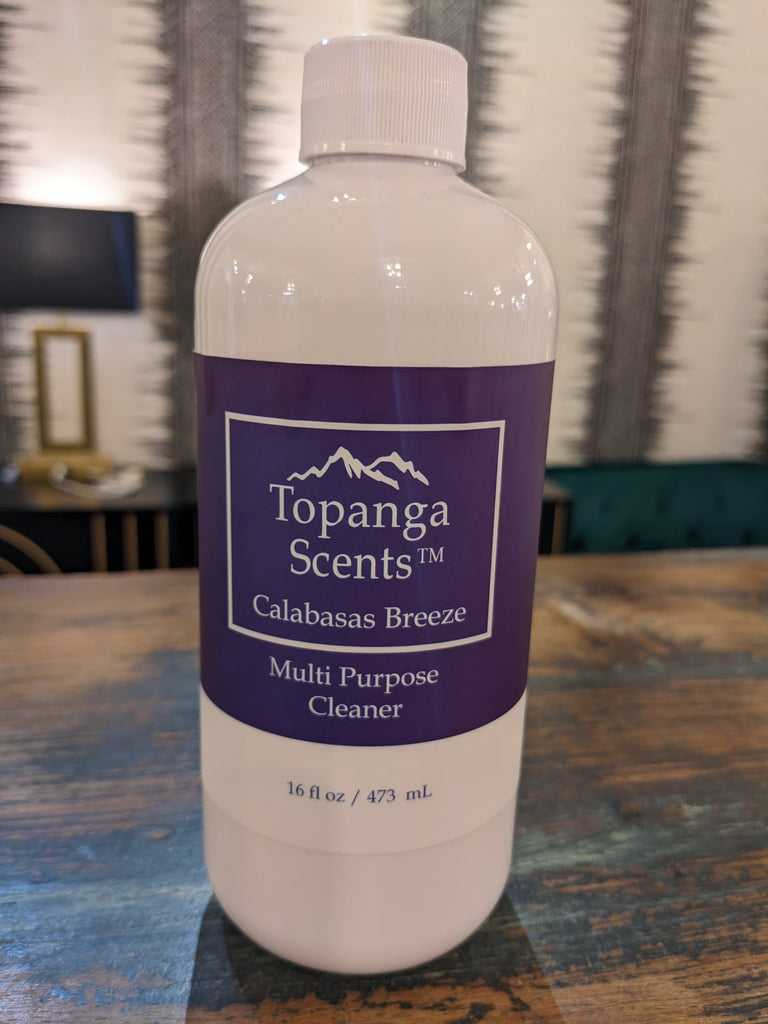 Topanga
Scents™
Calabasas Breeze
Multi Purpose
Cleaner
16 fl oz / 473 mL